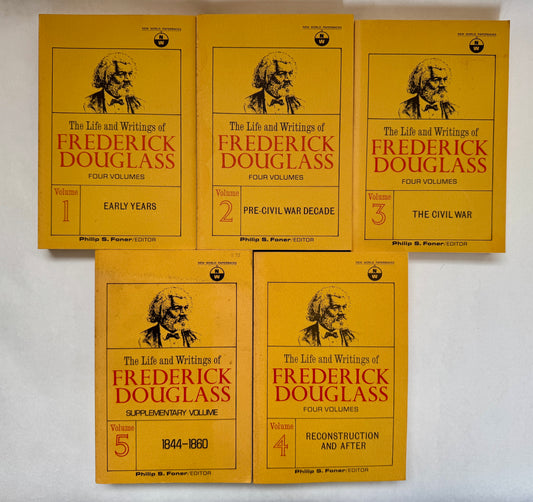 NEW WORLD PAPERBACKS
N
W
The Life and Writings of
FREDERICK
DOUGLASS
FOUR VOLUMES
Volume
1
EARLY YEARS
Philip S. Foner/EDITOR
NEW WORLD PAPERBACKS
N
W
The Life and Writings of
FREDERICK
DOUGLASS
FOUR VOLUMES
Volume
2
PRE-CIVIL WAR DECADE
Philip S. Foner/EDITOR
NEW WORLD PAPERBACKS
N
W
The Life and Writings of
FREDERICK
DOUGLASS
FOUR VOLUMES
Volume
3
THE CIVIL WAR
Philip S. Foner/EDITOR
NEW WORLD PAPERBACKS
N
W
The Life and Writings of
FREDERICK
DOUGLASS
SUPPLEMENTARY VOLUME
Volume
5
1844-1860
Philip S. Foner/EDITOR
NEW WORLD PAPERBACKS
N
W
The Life and Writings of
FREDERICK
DOUGLASS
FOUR VOLUMES
Volume
4
RECONSTRUCTION
AND AFTER
Philip S. Foner/EDITOR